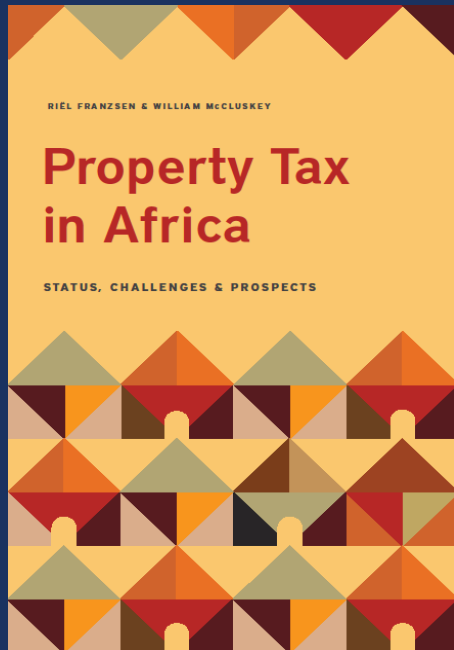 RIËL FRANZSEN & WILLIAM McCLUSKEY
Property Tax
in Africa
STATUS, CHALLENGES & PROSPECTS